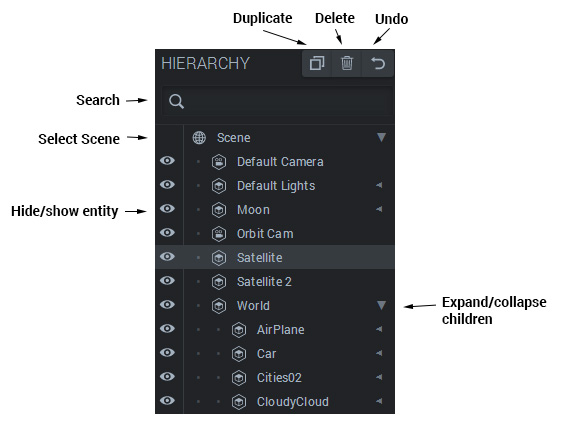 Duplicate Delete Undo
HIERARCHY
Search
Select Scene Scene
Default Camera
Default Lights
Hide/show entity Moon
Orbit Cam
Satellite
Satellite 2
World
Expand/collapse
children
AirPlane
Car
Cities02
CloudyCloud